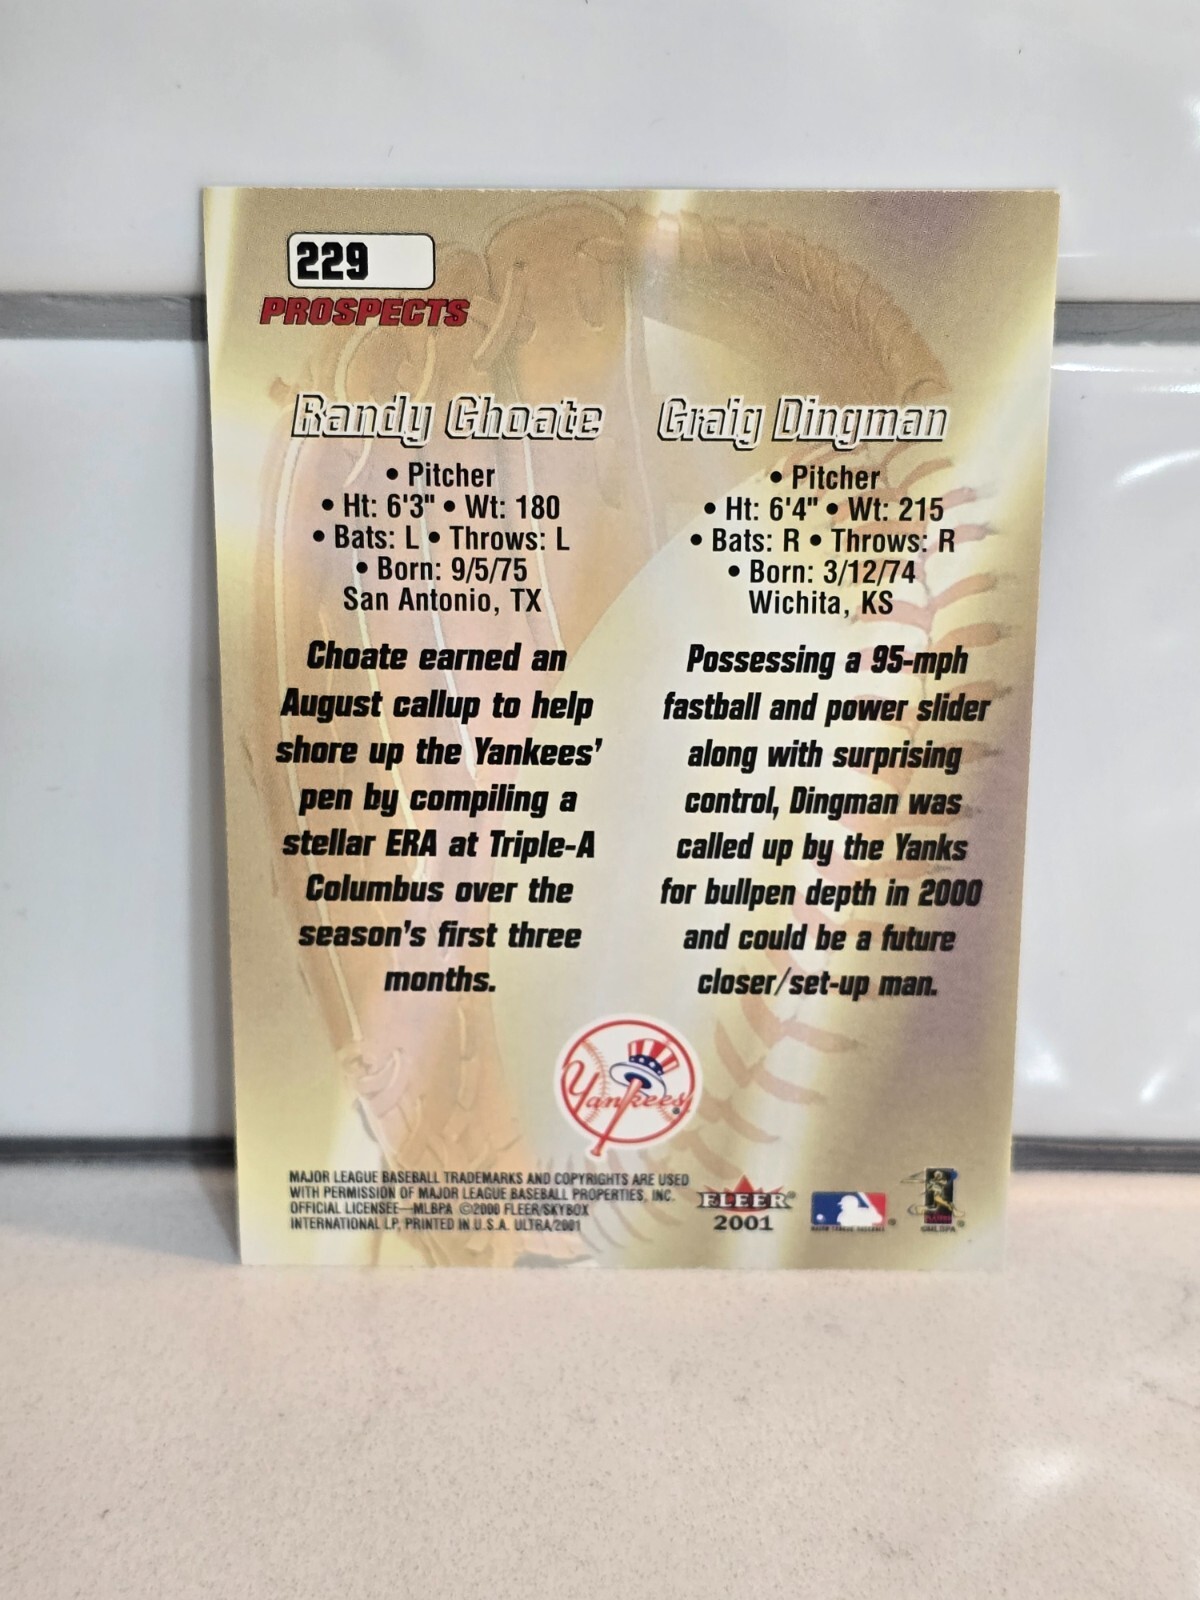 229
PROSPECTS
Randy Choate
• Pitcher
• Ht: 6'3" • Wt: 180
• Bats: L • Throws: L
• Born: 9/5/75
San Antonio, TX
Choate earned an
August callup to help
shore up the Yankees'
pen by compiling a
stellar ERA at Triple-A
Columbus over the
season's first three
months.
Craig Dingman
• Pitcher
• Ht: 6'4" • Wt: 215
• Bats: R • Throws: R
• Born: 3/12/74
Wichita, KS
Possessing a 95-mph
fastball and power slider
along with surprising
control, Dingman was
called up by the Yanks
for bullpen depth in 2000
and could be a future
closer/set-up man.
Yankees
MAJOR LEAGUE BASEBALL TRADEMARKS AND COPYRIGHTS ARE USED
WITH PERMISSION OF MAJOR LEAGUE BASEBALL PROPERTIES, INC.
OFFICIAL LICENSEE—MLBPA ©2000 FLEER/SKYBOX
INTERNATIONAL LP, PRINTED IN U.S.A. ULTRA/2001
FLEER®
2001
MAJOR LEAGUE BASEBALL ®
©MLBPA